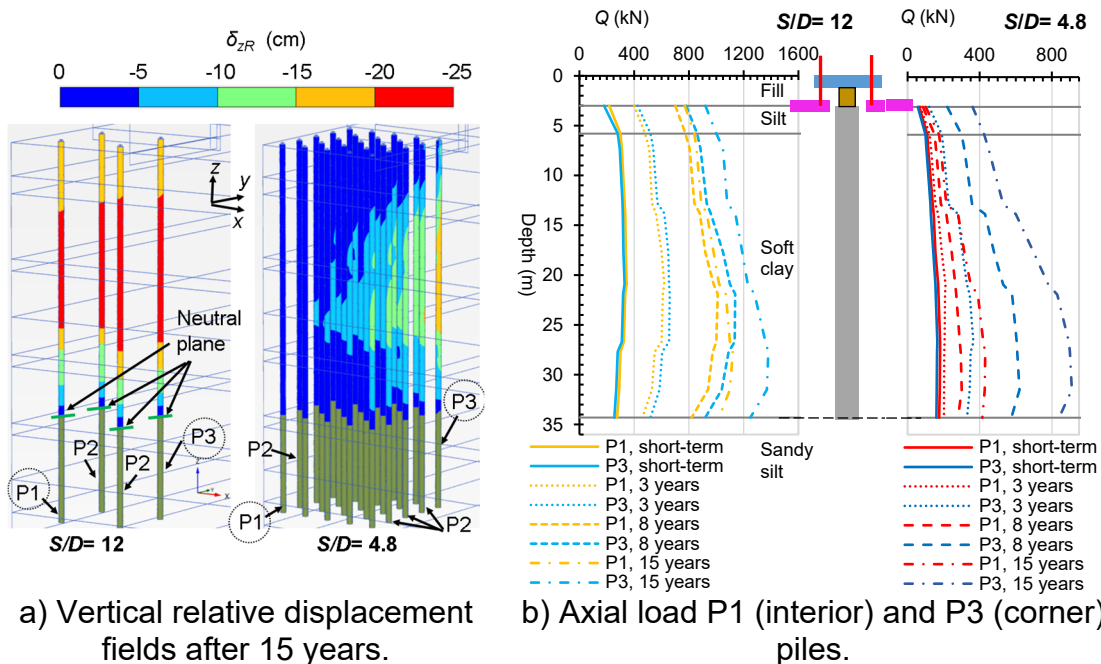 δzR (cm)
0 -5 -10 -15 -20 -25
z
y
x
Neutral
plane
P2
P2
P3
P1
S/D= 12
P3
P2
P1
P2
S/D= 4.8
a) Vertical relative displacement
fields after 15 years.
Q (kN) S/D= 12
0 400 800 1200 1600
Q (kN) S/D= 4.8
0 400 800
0
5
10
15
20
25
30
35
Depth (m)
Fill
Silt
Soft
clay
Sandy
silt
P1, short-term
P3, short-term
P1, 3 years
P3, 3 years
P1, 8 years
P3, 8 years
P1, 15 years
P3, 15 years
P1, short-term
P3, short-term
P1, 3 years
P3, 3 years
P1, 8 years
P3, 8 years
P1, 15 years
P3, 15 years
b) Axial load P1 (interior) and P3 (corner)
piles.